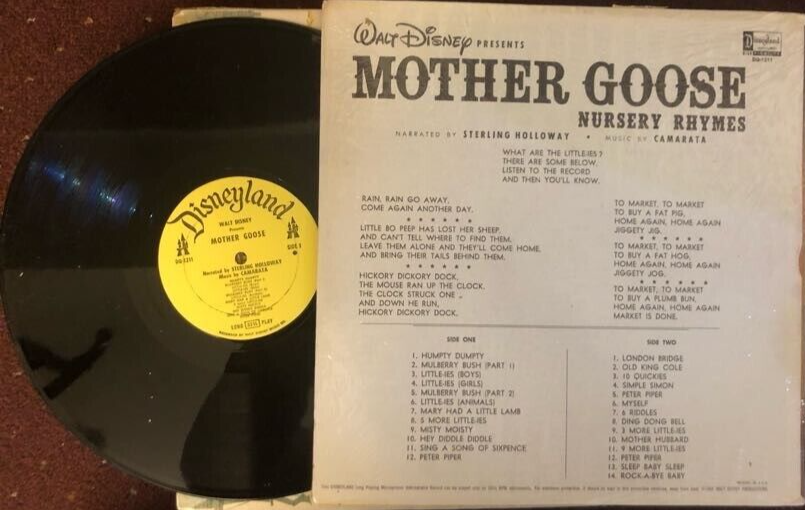 Disneyland
WALT DISNEY
Presents
MOTHER GOOSE
DQ-1211
SIDE 1
Narrated by STERLING HOLLOWAY
Music by CAMARATA
LONG PLAY
WALT DISNEY PRESENTS
Disneyland
DQ-1211
MOTHER GOOSE
NURSERY RHYMES
NARRATED BY STERLING HOLLOWAY • MUSIC BY CAMARATA
WHAT ARE THE LITTLE-IES?
THERE ARE SOME BELOW,
LISTEN TO THE RECORD
AND THEN YOU'LL KNOW.
RAIN, RAIN GO AWAY,
COME AGAIN ANOTHER DAY.
* * * * * *
LITTLE BO PEEP HAS LOST HER SHEEP,
AND CAN'T TELL WHERE TO FIND THEM,
LEAVE THEM ALONE AND THEY'LL COME HOME,
AND BRING THEIR TAILS BEHIND THEM.
* * * * * *
HICKORY DICKORY DOCK,
THE MOUSE RAN UP THE CLOCK,
THE CLOCK STRUCK ONE ..
AND DOWN HE RUN,
HICKORY DICKORY DOCK.
TO MARKET, TO MARKET
TO BUY A FAT PIG,
HOME AGAIN, HOME AGAIN
JIGGETY JIG.
* * * * * *
TO MARKET, TO MARKET
TO BUY A FAT HOG,
HOME AGAIN, HOME AGAIN
JIGGETY JOG.
* * * * * *
TO MARKET, TO MARKET
TO BUY A PLUMB BUN,
HOME AGAIN, HOME AGAIN
MARKET IS DONE.
SIDE ONE
1. HUMPTY DUMPTY
2. MULBERRY BUSH (PART 1)
3. LITTLE-IES (BOYS)
4. LITTLE-IES (GIRLS)
5. MULBERRY BUSH (PART 2)
6. LITTLE-IES (ANIMALS)
7. MARY HAD A LITTLE LAMB
8. 5 MORE LITTLE-IES
9. MISTY MOISTY
10. HEY DIDDLE DIDDLE
11. SING A SONG OF SIXPENCE
12. PETER PIPER
SIDE TWO
1. LONDON BRIDGE
2. OLD KING COLE
3. 10 QUICKIES
4. SIMPLE SIMON
5. PETER PIPER
6. MYSELF
7. 6 RIDDLES
8. DING DONG BELL
9. 3 MORE LITTLE-IES
10. MOTHER HUBBARD
11. 9 MORE LITTLE-IES
12. PETER PIPER
13. SLEEP BABY SLEEP
14. ROCK-A-BYE BABY